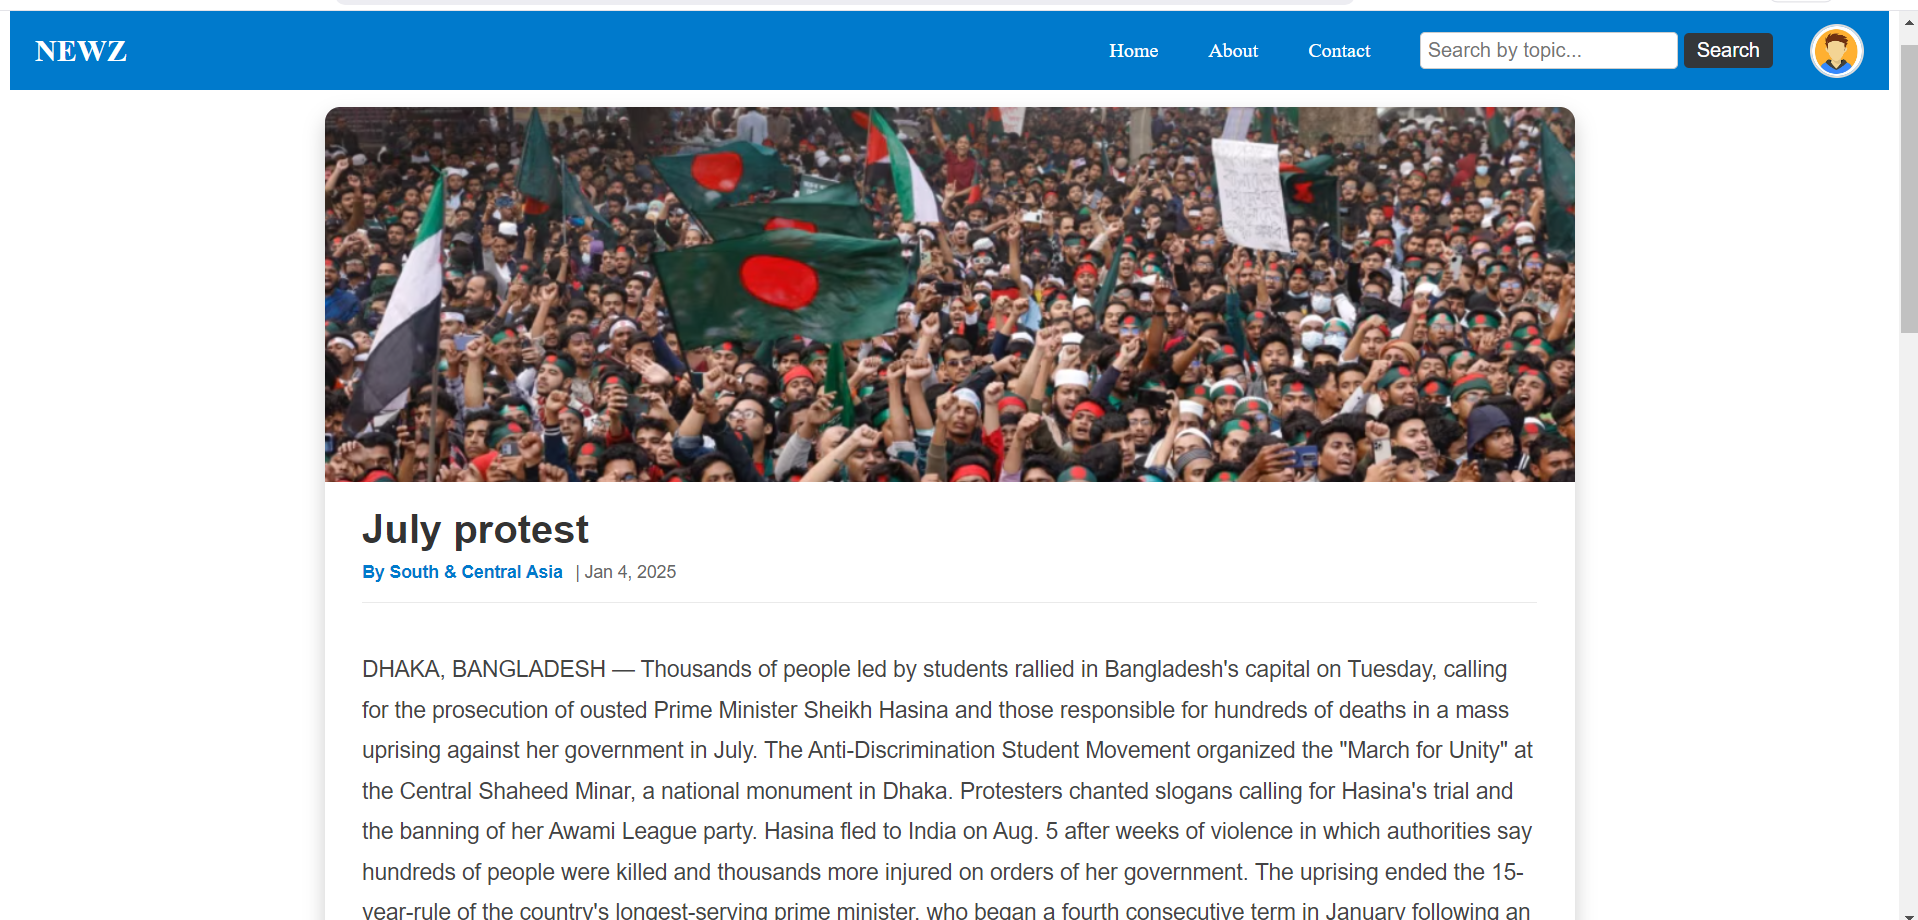 NEWZ
Home
About
Contact
Search by topic...
Search
July protest
By South & Central Asia | Jan 4, 2025
DHAKA, BANGLADESH — Thousands of people led by students rallied in Bangladesh's capital on Tuesday, calling
for the prosecution of ousted Prime Minister Sheikh Hasina and those responsible for hundreds of deaths in a mass
uprising against her government in July. The Anti-Discrimination Student Movement organized the "March for Unity" at
the Central Shaheed Minar, a national monument in Dhaka. Protesters chanted slogans calling for Hasina's trial and
the banning of her Awami League party. Hasina fled to India on Aug. 5 after weeks of violence in which authorities say
hundreds of people were killed and thousands more injured on orders of her government. The uprising ended the 15-
year-rule of the country's longest-serving prime minister, who began a fourth consecutive term in January following an